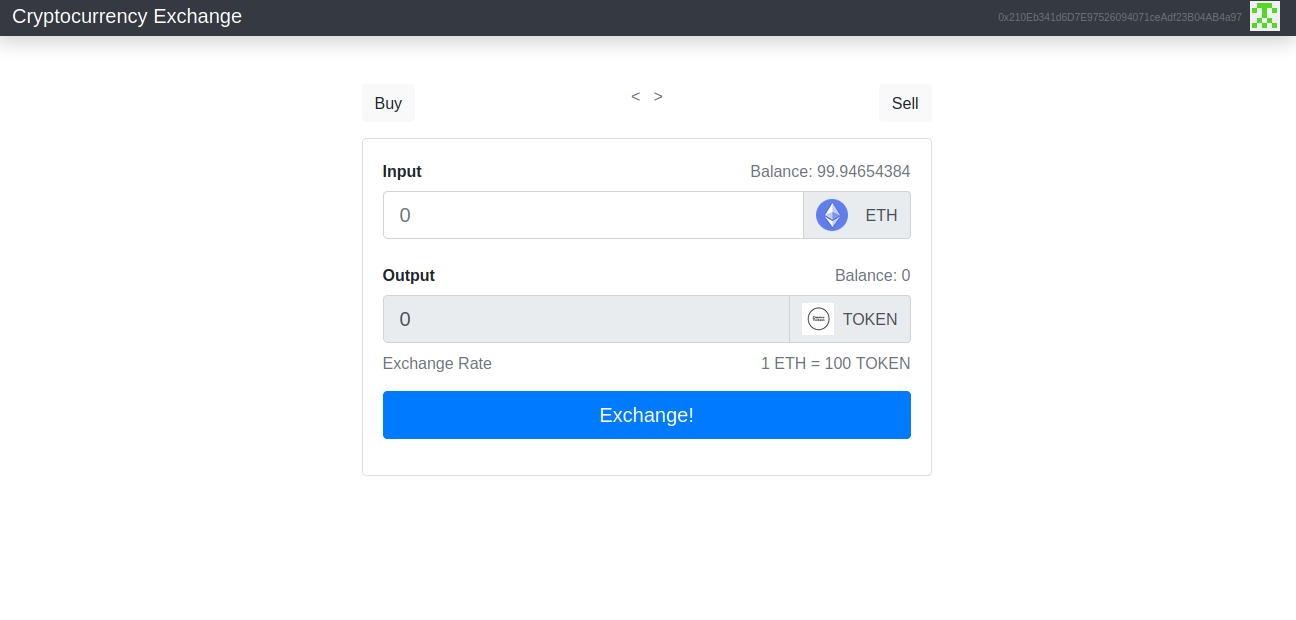 Cryptocurrency Exchange
0x210Eb341d6D7E97526094071ceAdf23B04AB4a97
Buy
< >
Sell
Input
Balance: 99.94654384
0
ETH
Output
Balance: 0
0
TOKEN
Exchange Rate
1 ETH = 100 TOKEN
Exchange!